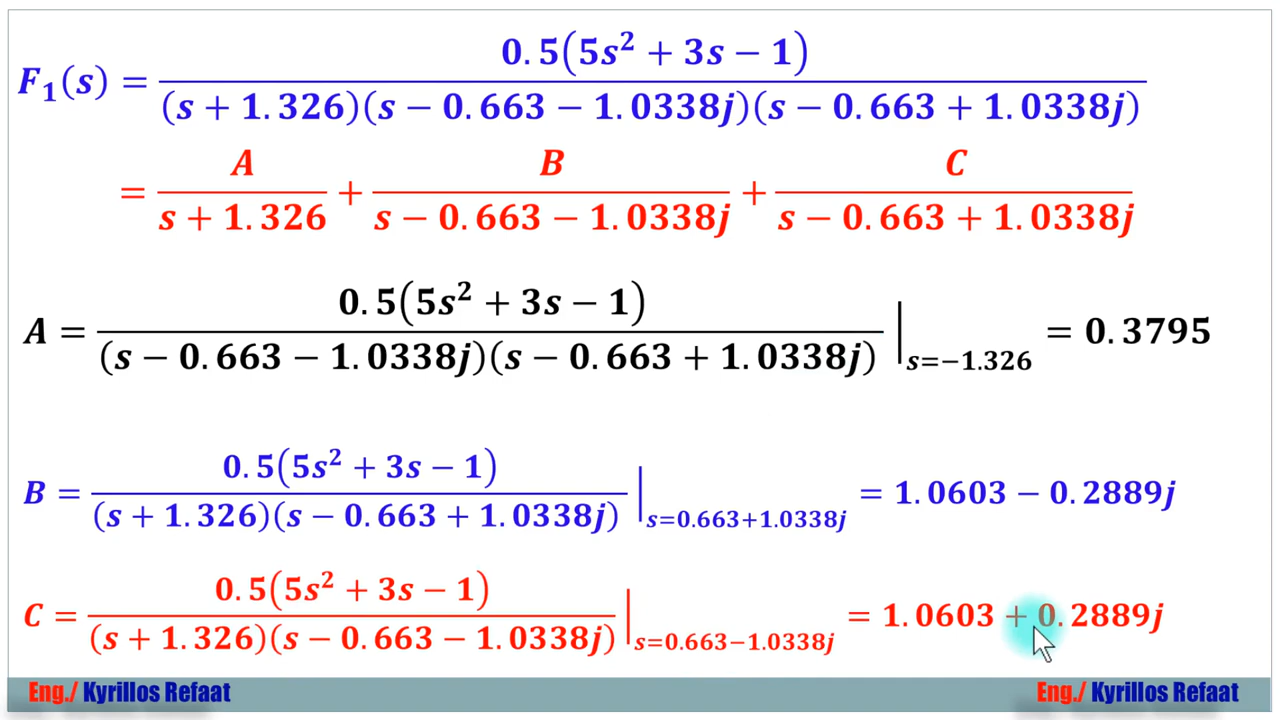 F₁(s) = 0.5(5s² + 3s − 1) / (s + 1.326)(s − 0.663 − 1.0338j)(s − 0.663 + 1.0338j)
= A / s + 1.326 + B / s − 0.663 − 1.0338j + C / s − 0.663 + 1.0338j
A = 0.5(5s² + 3s − 1) / (s − 0.663 − 1.0338j)(s − 0.663 + 1.0338j) | s=−1.326 = 0.3795
B = 0.5(5s² + 3s − 1) / (s + 1.326)(s − 0.663 + 1.0338j) | s=0.663+1.0338j = 1.0603 − 0.2889j
C = 0.5(5s² + 3s − 1) / (s + 1.326)(s − 0.663 − 1.0338j) | s=0.663−1.0338j = 1.0603 + 0.2889j
Eng./ Kyrillos Refaat
Eng./ Kyrillos Refaat